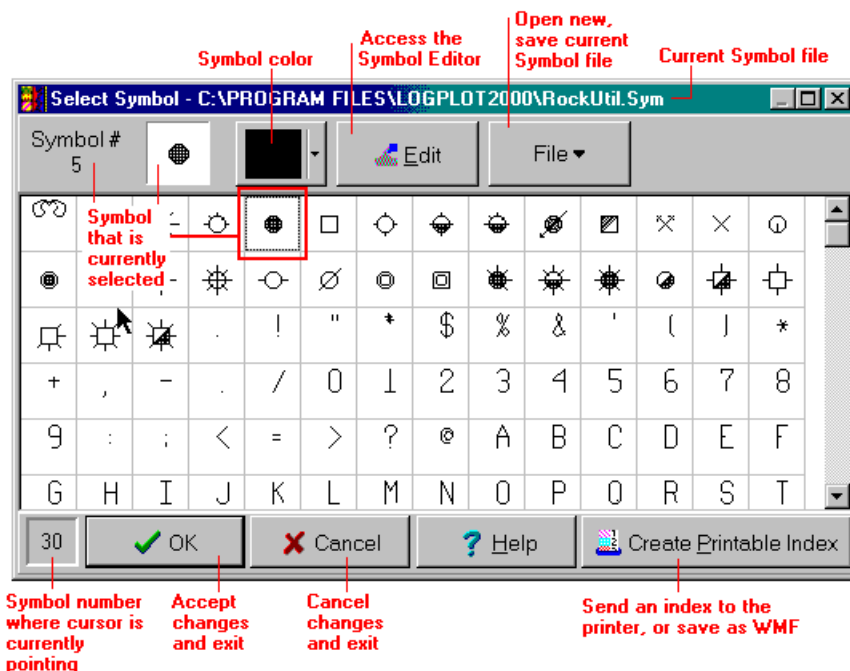 Open new,
save current
Symbol file
Access the
Symbol Editor
Symbol color
Current Symbol file
Select Symbol - C:\PROGRAM FILES\LOGPLOT2000\RockUtil.Sym
Symbol #
5
Edit
File
Symbol
that is
currently
selected
. ! " * $ % & ' ( ) *
+ , - . / 0 1 2 3 4 5 6 7 8
9 : ; < = > ? @ A B C D E F
G H I J K L M N O P Q R S T
30
OK
Cancel
Help
Create Printable Index
Symbol number
where cursor is
currently
pointing
Accept
changes
and exit
Cancel
changes
and exit
Send an index to the
printer, or save as WMF